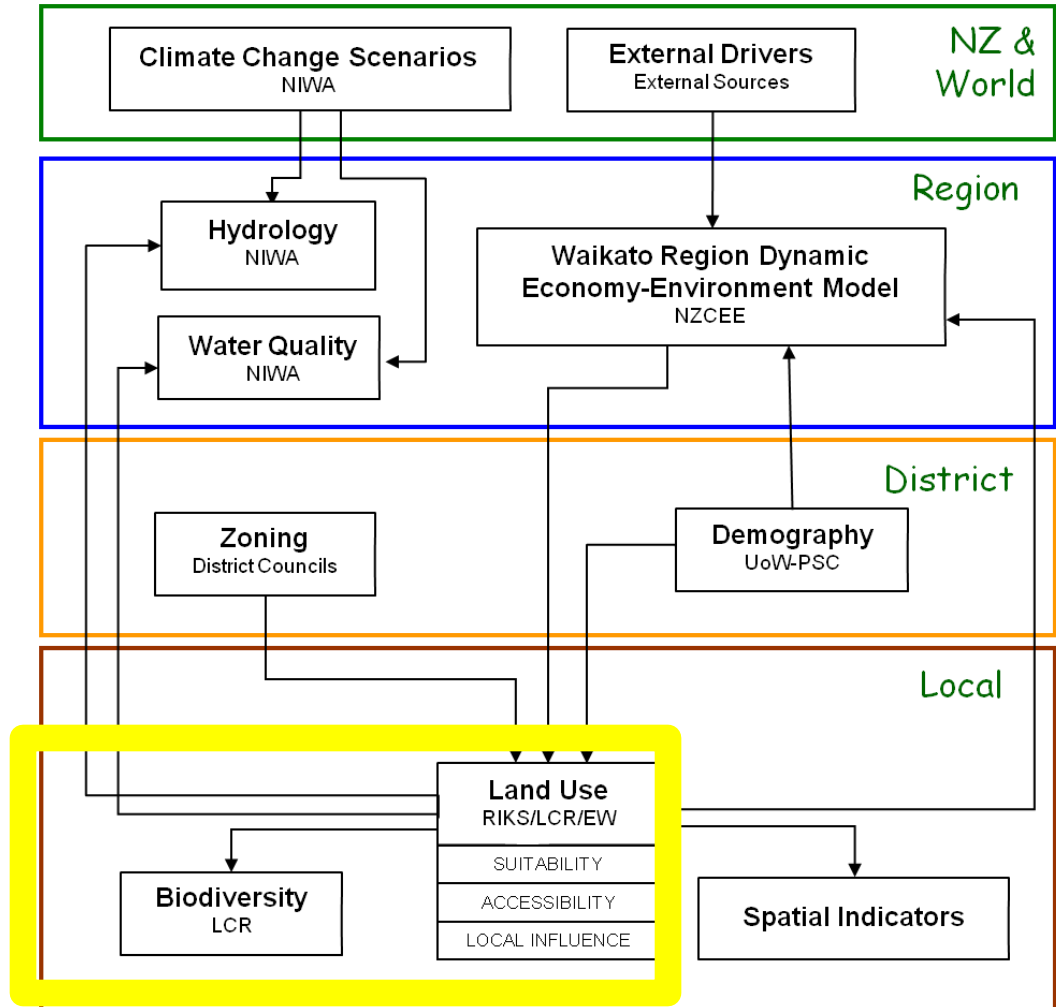 Climate Change Scenarios
NIWA
External Drivers
External Sources
NZ &
World
Region
Hydrology
NIWA
Waikato Region Dynamic
Economy-Environment Model
NZCEE
Water Quality
NIWA
District
Zoning
District Councils
Demography
UoW-PSC
Local
Land Use
RIKS/LCR/EW
SUITABILITY
ACCESSIBILITY
LOCAL INFLUENCE
Biodiversity
LCR
Spatial Indicators